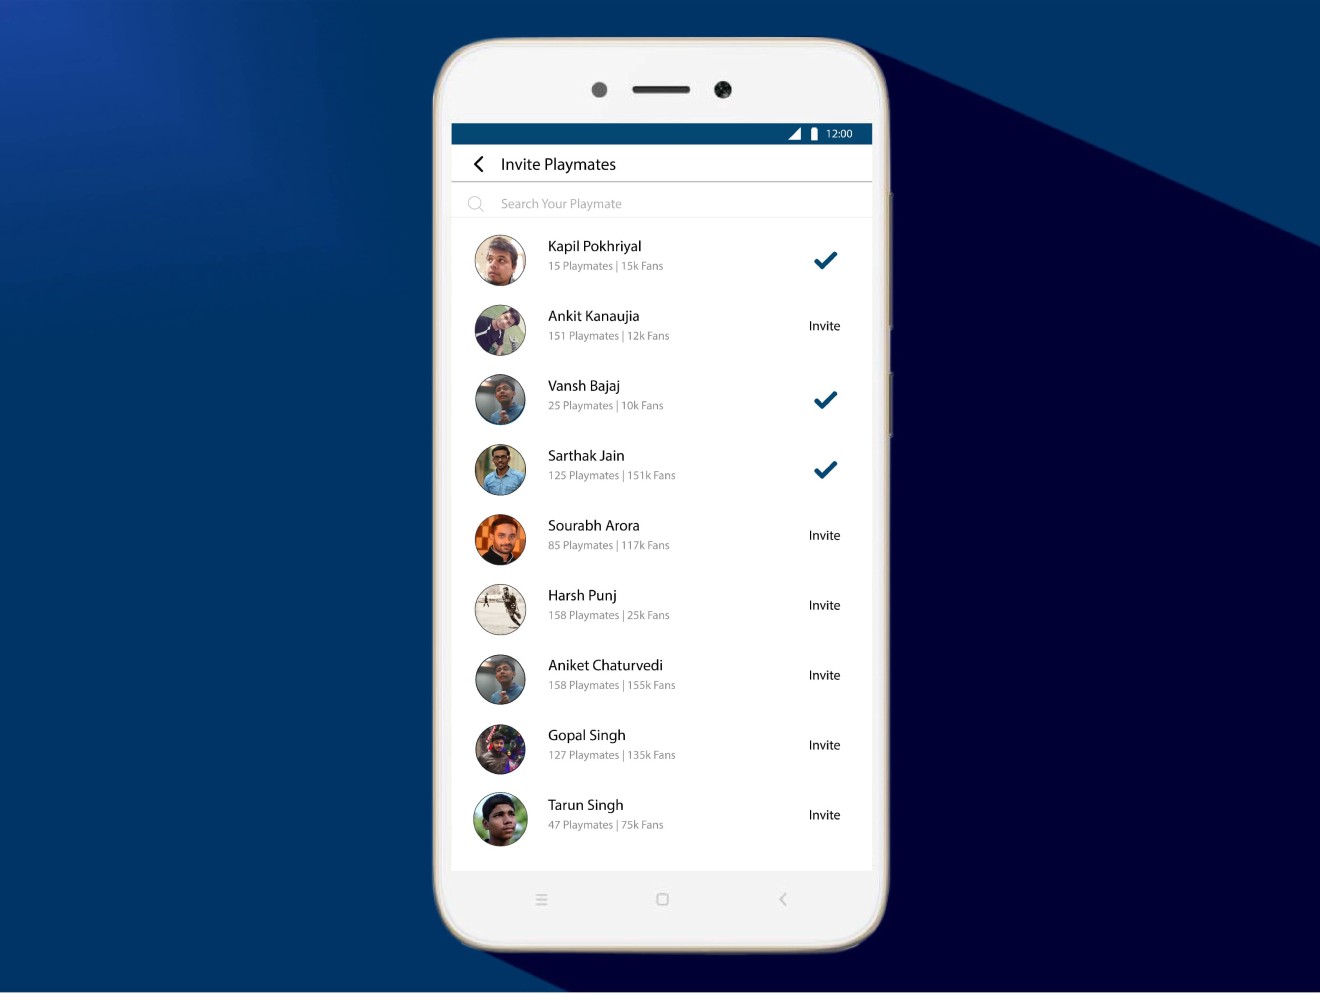 12:00
Invite Playmates
Search Your Playmate
Kapil Pokhriyal
15 Playmates | 15k Fans
Ankit Kanaujia
151 Playmates | 12k Fans
Invite
Vansh Bajaj
25 Playmates | 10k Fans
Sarthak Jain
125 Playmates | 151k Fans
Sourabh Arora
85 Playmates | 117k Fans
Invite
Harsh Punj
158 Playmates | 25k Fans
Invite
Aniket Chaturvedi
158 Playmates | 155k Fans
Invite
Gopal Singh
127 Playmates | 135k Fans
Invite
Tarun Singh
47 Playmates | 75k Fans
Invite